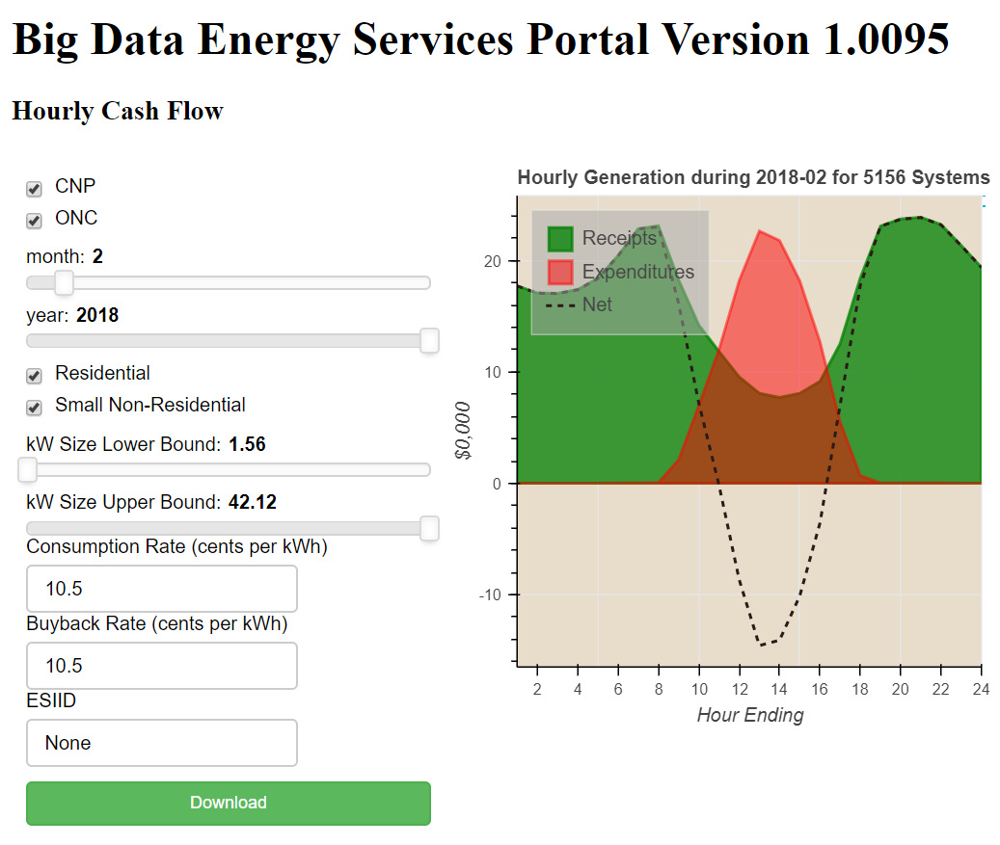 Big Data Energy Services Portal Version 1.0095
Hourly Cash Flow
CNP
ONC
month: 2
year: 2018
Residential
Small Non-Residential
kW Size Lower Bound: 1.56
kW Size Upper Bound: 42.12
Consumption Rate (cents per kWh)
10.5
Buyback Rate (cents per kWh)
10.5
ESIID
None
Download
Hourly Generation during 2018-02 for 5156 Systems
Receipts
Expenditures
Net
20
10
0
-10
$0,000
2 4 6 8 10 12 14 16 18 20 22 24
Hour Ending